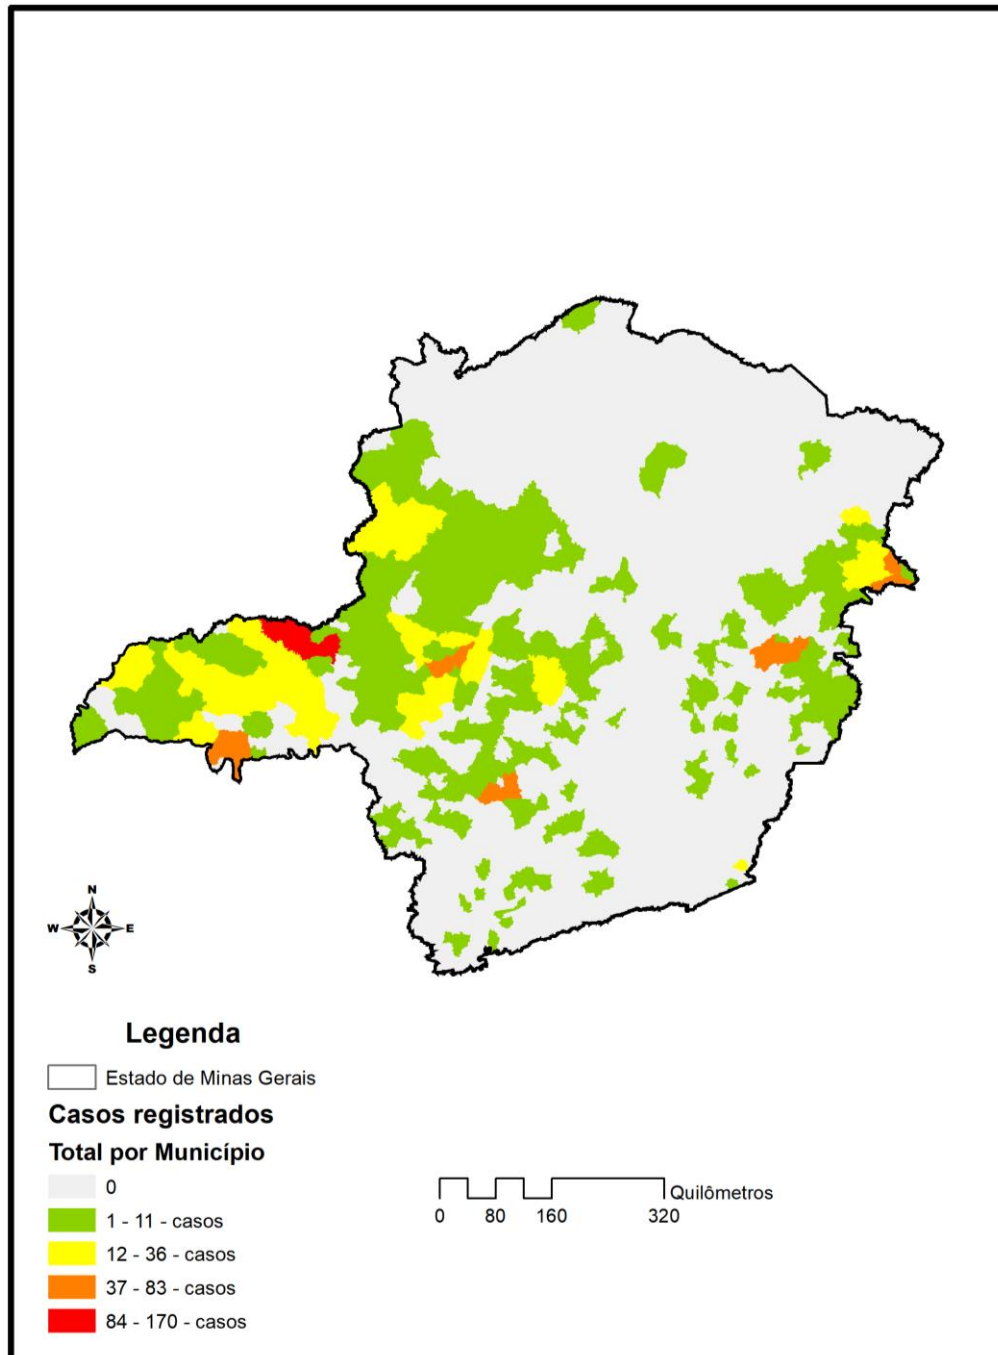 N
W E
S
Legenda
Estado de Minas Gerais
Casos registrados
Total por Município
0
1 - 11 - casos
12 - 36 - casos
37 - 83 - casos
84 - 170 - casos
Quilômetros
0 80 160 320